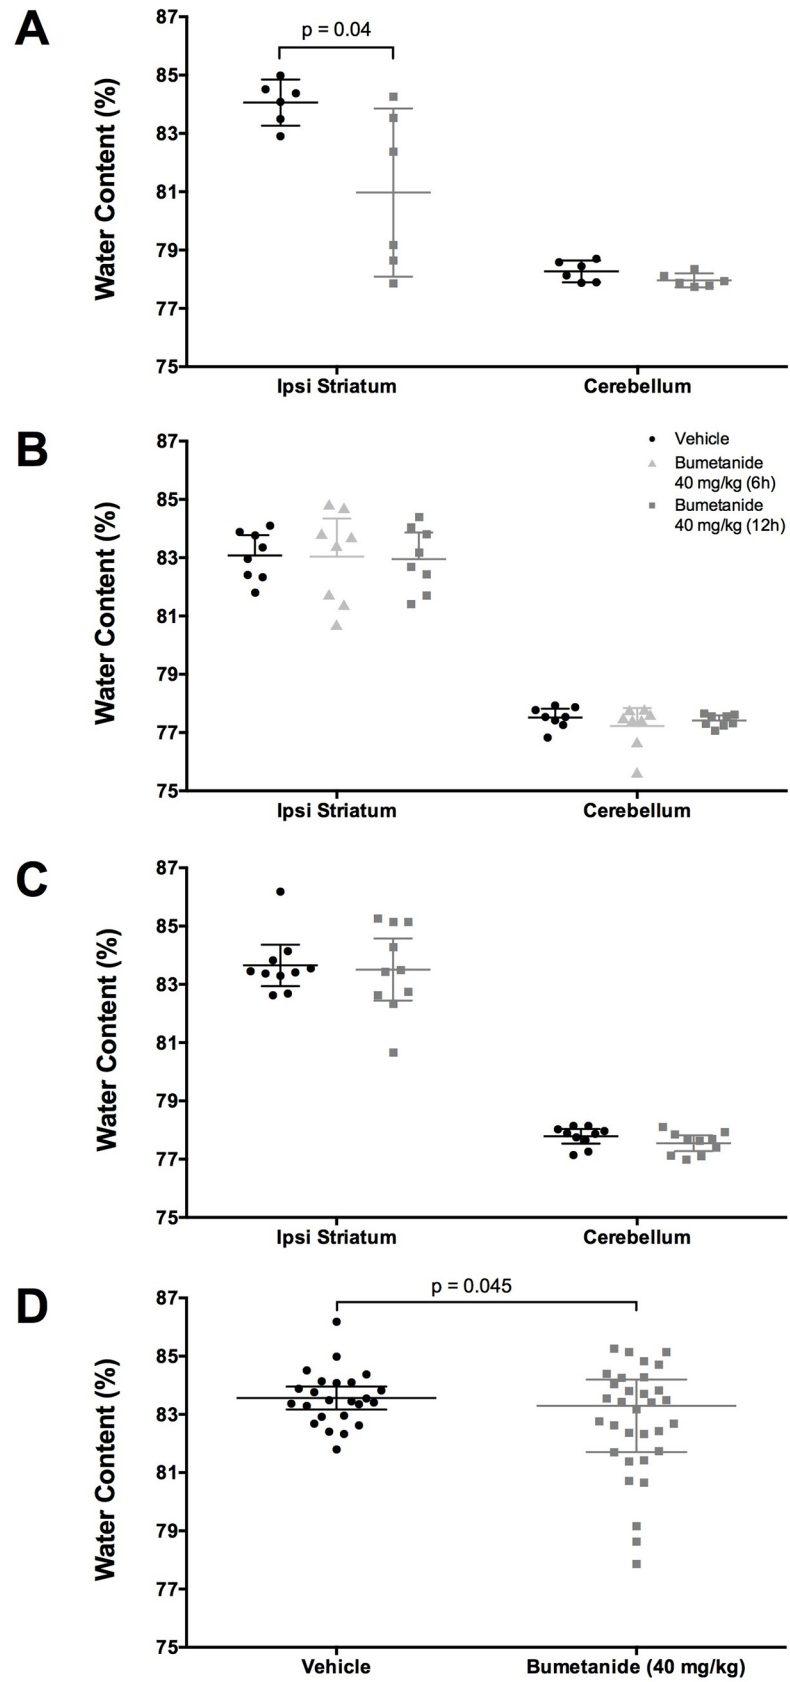 A
Water Content (%)
87
85
83
81
79
77
75
p = 0.04
Ipsi Striatum
Cerebellum
B
Water Content (%)
87
85
83
81
79
77
75
Vehicle
Bumetanide
40 mg/kg (6h)
Bumetanide
40 mg/kg (12h)
Ipsi Striatum
Cerebellum
C
Water Content (%)
87
85
83
81
79
77
75
Ipsi Striatum
Cerebellum
D
Water Content (%)
87
85
83
81
79
77
75
p = 0.045
Vehicle
Bumetanide (40 mg/kg)